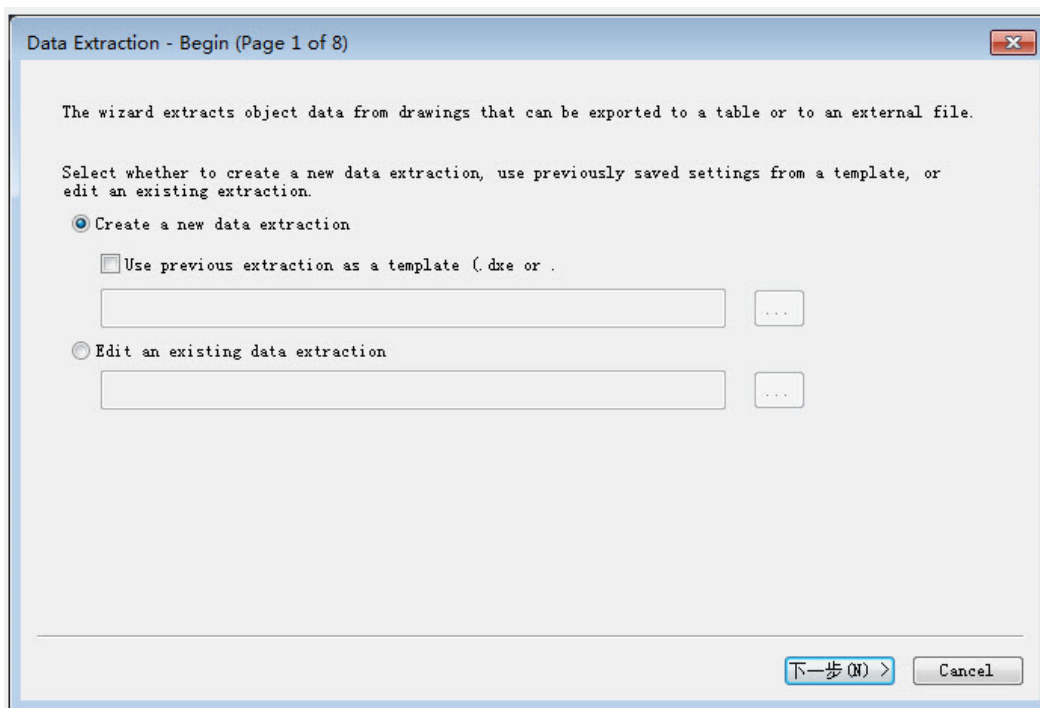 Data Extraction - Begin (Page 1 of 8)
The wizard extracts object data from drawings that can be exported to a table or to an external file.
Select whether to create a new data extraction, use previously saved settings from a template, or
edit an existing extraction.
Create a new data extraction
Use previous extraction as a template (.dxe or .
...
Edit an existing data extraction
...
下一步(N) > Cancel